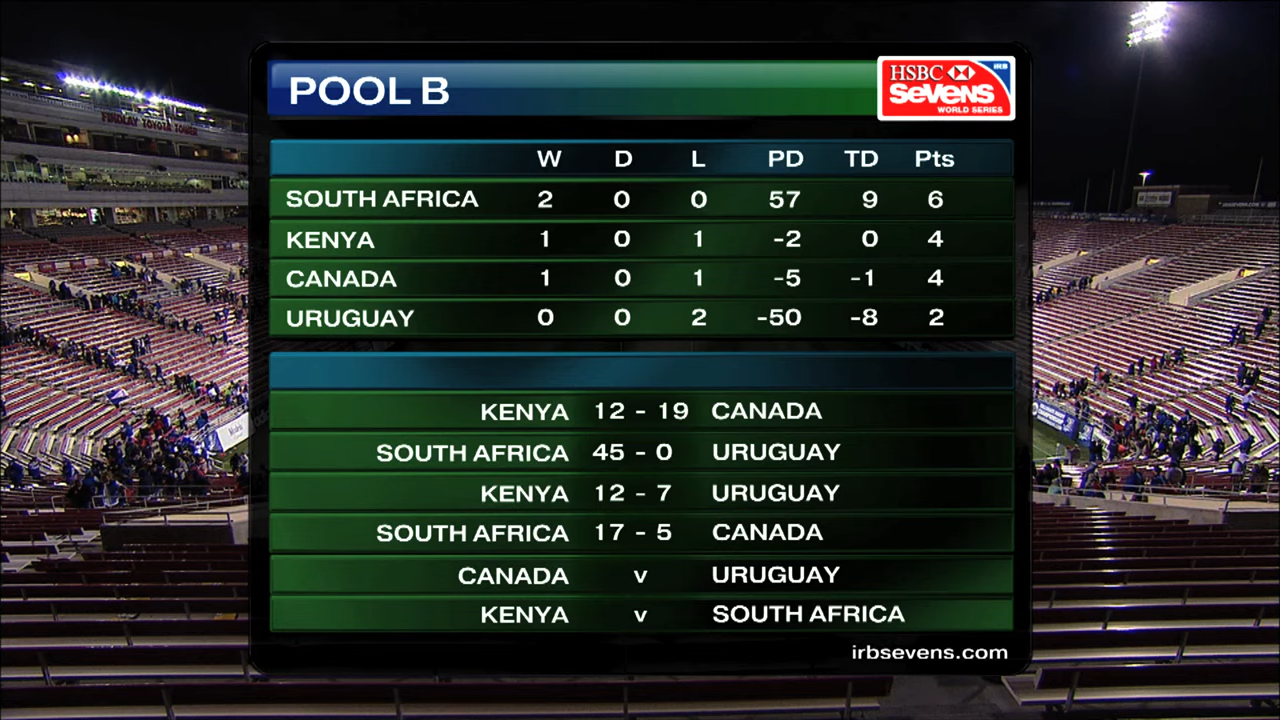 POOL B
HSBC
IRB
SeVeNS
WORLD SERIES
FINDLAY TOYOTA TOWER
W D L PD TD Pts
SOUTH AFRICA 2 0 0 57 9 6
KENYA 1 0 1 -2 0 4
CANADA 1 0 1 -5 -1 4
URUGUAY 0 0 2 -50 -8 2
KENYA 12 - 19 CANADA
SOUTH AFRICA 45 - 0 URUGUAY
KENYA 12 - 7 URUGUAY
SOUTH AFRICA 17 - 5 CANADA
CANADA v URUGUAY
KENYA v SOUTH AFRICA
irbsevens.com